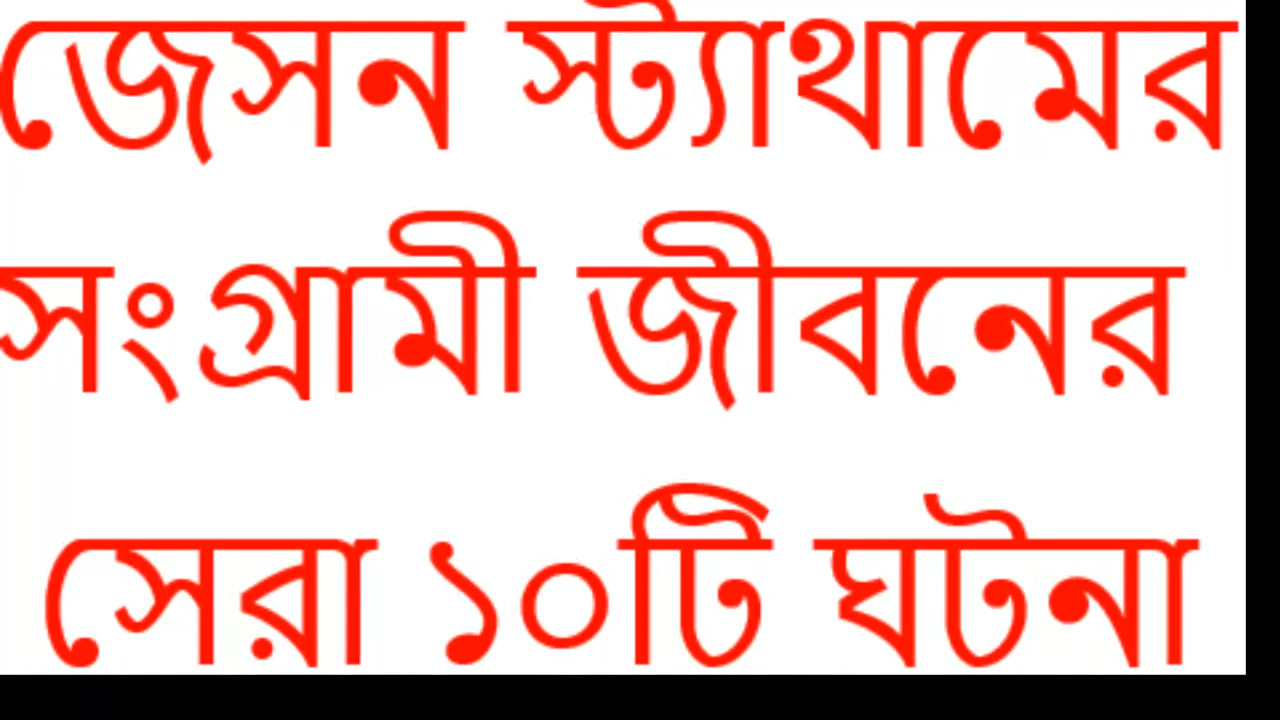 জেসন স্ট্যাথামের
সংগ্রামী জীবনের
সেরা ১০টি ঘটনা